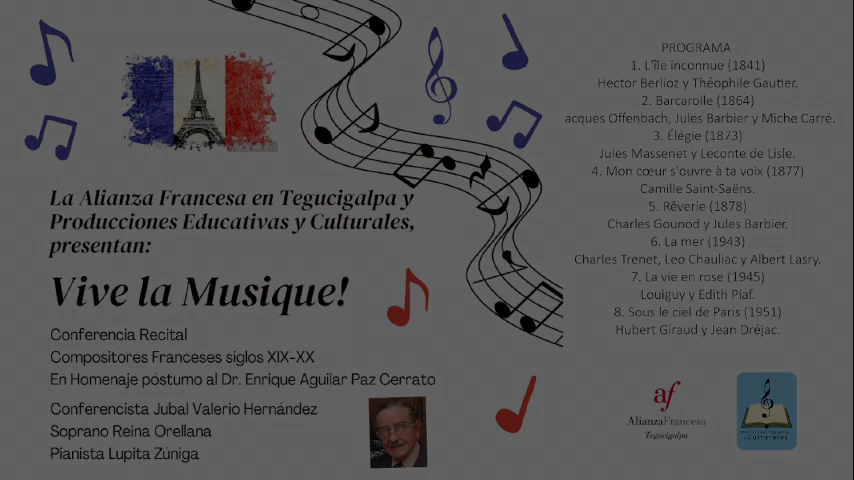 La Alianza Francesa en Tegucigalpa y
Producciones Educativas y Culturales,
presentan:
Vive la Musique!
Conferencia Recital
Compositores Franceses siglos XIX-XX
En Homenaje póstumo al Dr. Enrique Aguilar Paz Cerrato
Conferencista Jubal Valerio Hernández
Soprano Reina Orellana
Pianista Lupita Zúniga
PROGRAMA
1. L'île inconnue (1841)
Hector Berlioz y Théophile Gautier.
2. Barcarolle (1864)
acques Offenbach, Jules Barbier y Miche Carré.
3. Élégie (1873)
Jules Massenet y Leconte de Lisle.
4. Mon cœur s'ouvre à ta voix (1877)
Camille Saint-Saëns.
5. Rêverie (1878)
Charles Gounod y Jules Barbier.
6. La mer (1943)
Charles Trenet, Leo Chauliac y Albert Lasry.
7. La vie en rose (1945)
Louiguy y Edith Piaf.
8. Sous le ciel de Paris (1951)
Hubert Giraud y Jean Dréjac.
af
AlianzaFrancesa
Tegucigalpa
y Culturales